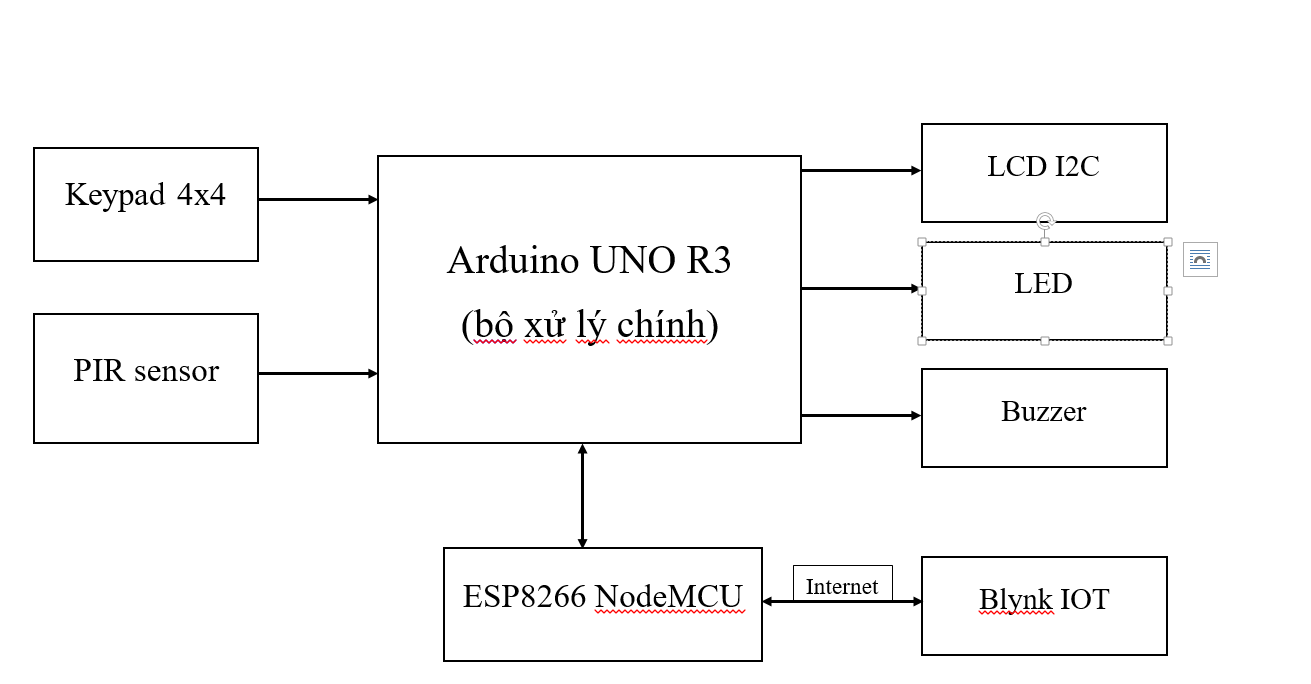 Keypad 4x4
PIR sensor
Arduino UNO R3
(bộ xử lý chính)
LCD I2C
LED
Buzzer
ESP8266 NodeMCU
Internet
Blynk IOT